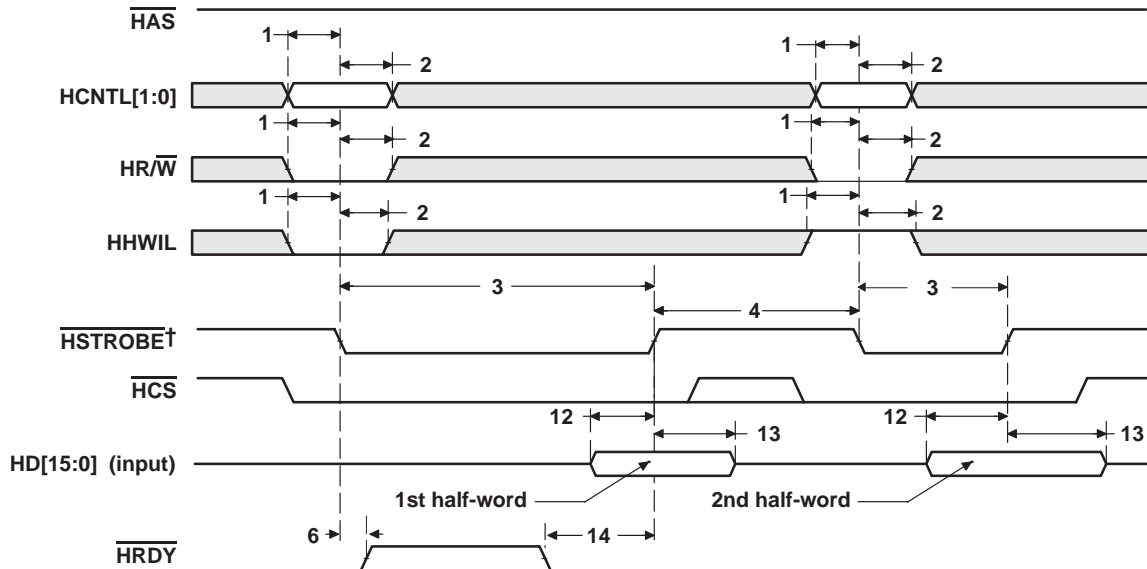 HAS
1
2
1
2
HCNTL[1:0]
1
2
1
2
HR/W
1
2
1
2
HHWIL
3
3
4
HSTROBE†
HCS
12
13
12
13
HD[15:0] (input)
1st half-word
2nd half-word
6
14
HRDY